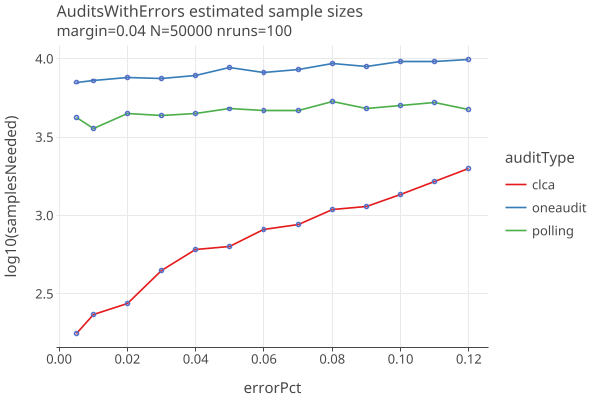 AuditsWithErrors estimated sample sizes
margin=0.04 N=50000 nruns=100
log10(samplesNeeded)
4.0
3.5
3.0
2.5
0.00 0.02 0.04 0.06 0.08 0.10 0.12
errorPct
auditType
clca
oneaudit
polling